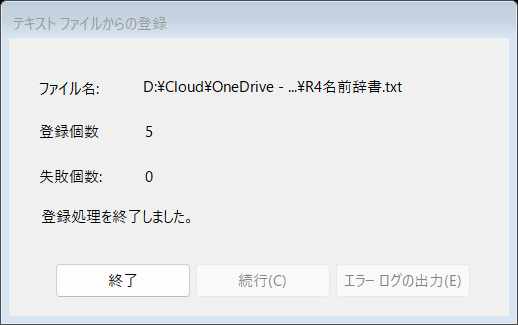 テキスト ファイルからの登録
ファイル名: D:¥Cloud¥OneDrive - ...¥R4名前辞書.txt
登録個数 5
失敗個数: 0
登録処理を終了しました。
終了 続行(C) エラー ログの出力(E)